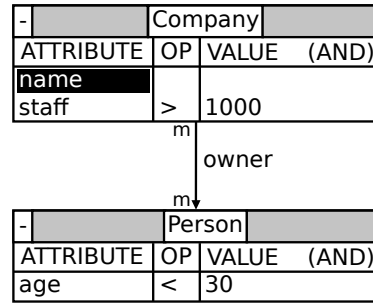 - Company
ATTRIBUTE OP VALUE (AND)
name
staff > 1000
m
owner
m
- Person
ATTRIBUTE OP VALUE (AND)
age < 30